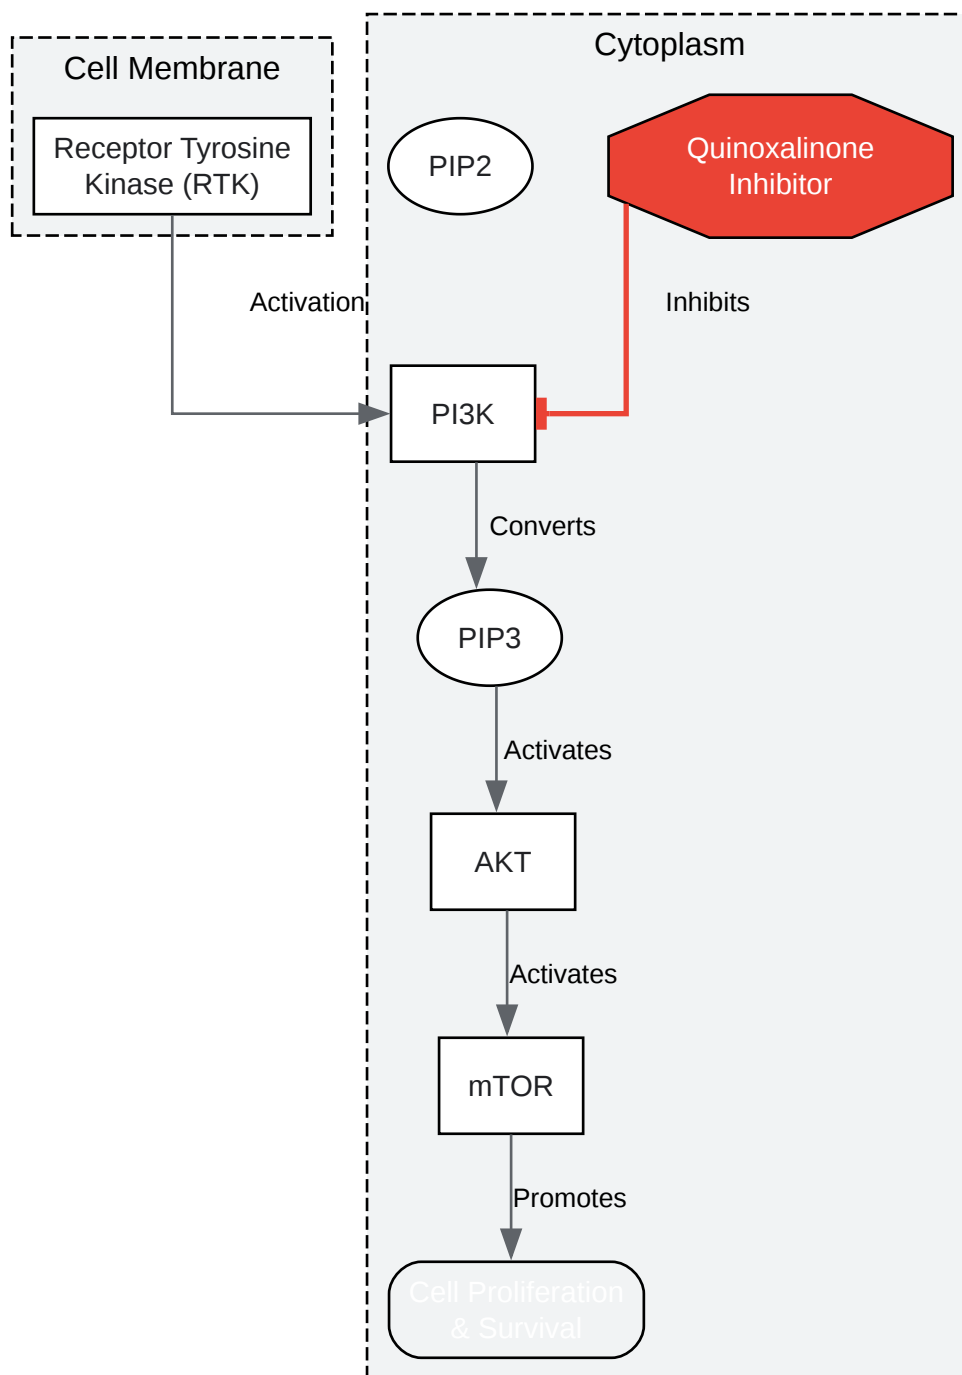 Cytoplasm
Cell Membrane
Receptor Tyrosine
Kinase (RTK)
PIP2
Quinoxalinone
Inhibitor
Activation
Inhibits
PI3K
Converts
PIP3
Activates
AKT
Activates
mTOR
Promotes
Cell Proliferation
& Survival